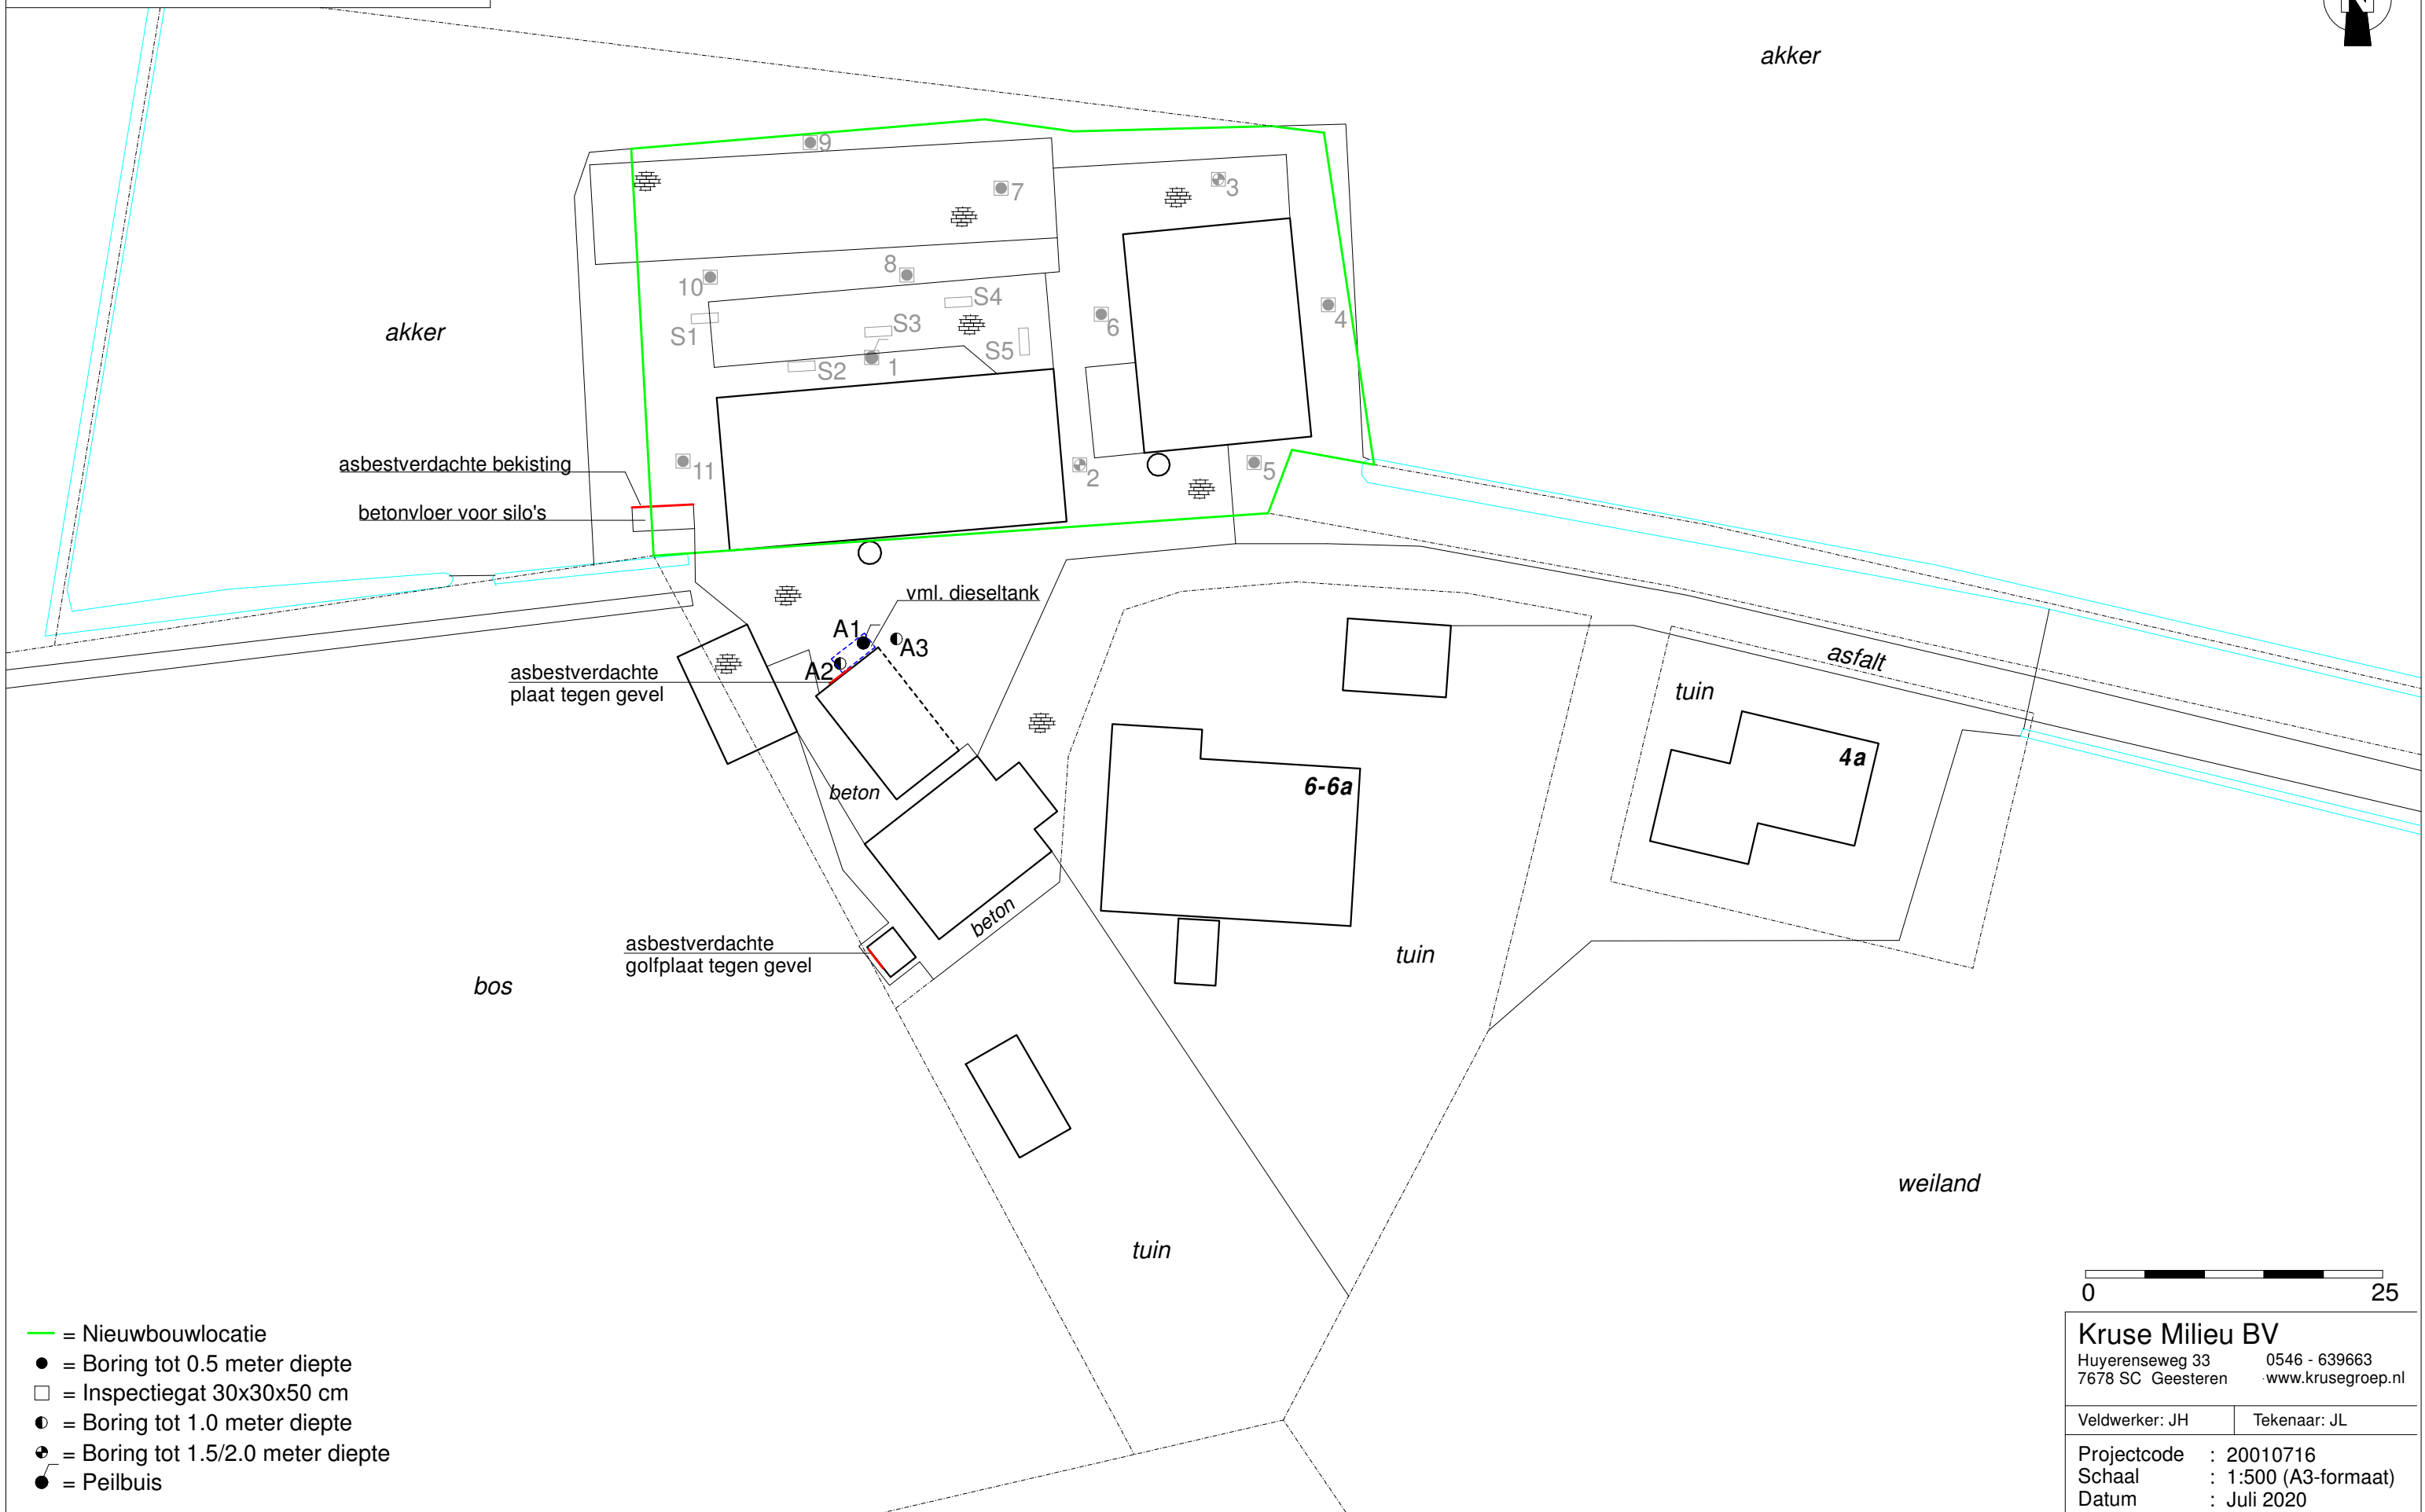 akker
9
7
3
8
10
S4
akker
S1
S3
6
4
S5
S2
1
asbestverdachte bekisting
11
2
5
betonvloer voor silo's
vml. dieseltank
A1
A3
A2
asbestverdachte
plaat tegen gevel
asfalt
tuin
4a
6-6a
beton
beton
asbestverdachte
golfplaat tegen gevel
tuin
bos
weiland
tuin
0 25
= Nieuwbouwlocatie
= Boring tot 0.5 meter diepte
= Inspectiegat 30x30x50 cm
= Boring tot 1.0 meter diepte
= Boring tot 1.5/2.0 meter diepte
= Peilbuis
Kruse Milieu BV
Huyerenseweg 33 0546 - 639663
7678 SC Geesteren www.krusegroep.nl
Veldwerker: JH Tekenaar: JL
Projectcode : 20010716
Schaal : 1:500 (A3-formaat)
Datum : Juli 2020